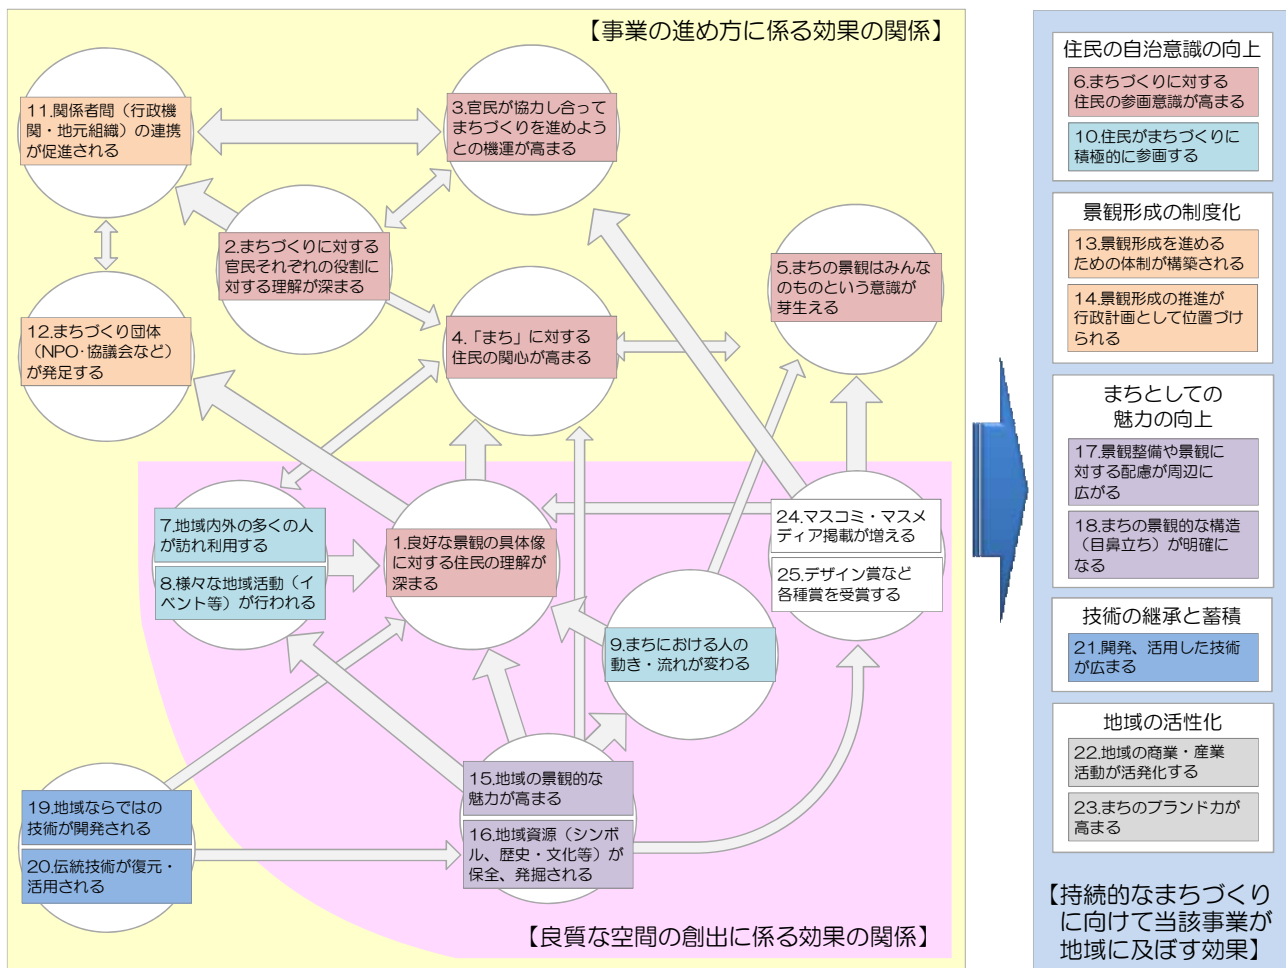 【事業の進め方に係る効果の関係】
11.関係者間（行政機
関・地元組織）の連携
が促進される
3.官民が協力し合って
まちづくりを進めよう
との機運が高まる
2.まちづくりに対する
官民それぞれの役割に
対する理解が深まる
5.まちの景観はみんな
のものという意識が
芽生える
12.まちづくり団体
（NPO・協議会など）
が発足する
4.「まち」に対する
住民の関心が高まる
7.地域内外の多くの人
が訪れ利用する
8.様々な地域活動（イ
ベント等）が行われる
1.良好な景観の具体像
に対する住民の理解が
深まる
24.マスコミ・マスメ
ディア掲載が増える
25.デザイン賞など
各種賞を受賞する
9.まちにおける人の
動き・流れが変わる
15.地域の景観的な
魅力が高まる
16.地域資源（シンボ
ル、歴史・文化等）が
保全、発掘される
19.地域ならではの
技術が開発される
20.伝統技術が復元・
活用される
【良質な空間の創出に係る効果の関係】
住民の自治意識の向上
6.まちづくりに対する
住民の参画意識が高まる
10.住民がまちづくりに
積極的に参画する
景観形成の制度化
13.景観形成を進める
ための体制が構築される
14.景観形成の推進が
行政計画として位置づけ
られる
まちとしての
魅力の向上
17.景観整備や景観に
対する配慮が周辺に
広がる
18.まちの景観的な構造
（目鼻立ち）が明確に
なる
技術の継承と蓄積
21.開発、活用した技術
が広まる
地域の活性化
22.地域の商業・産業
活動が活発化する
23.まちのブランド力が
高まる
【持続的なまちづくり
に向けて当該事業が
地域に及ぼす効果】